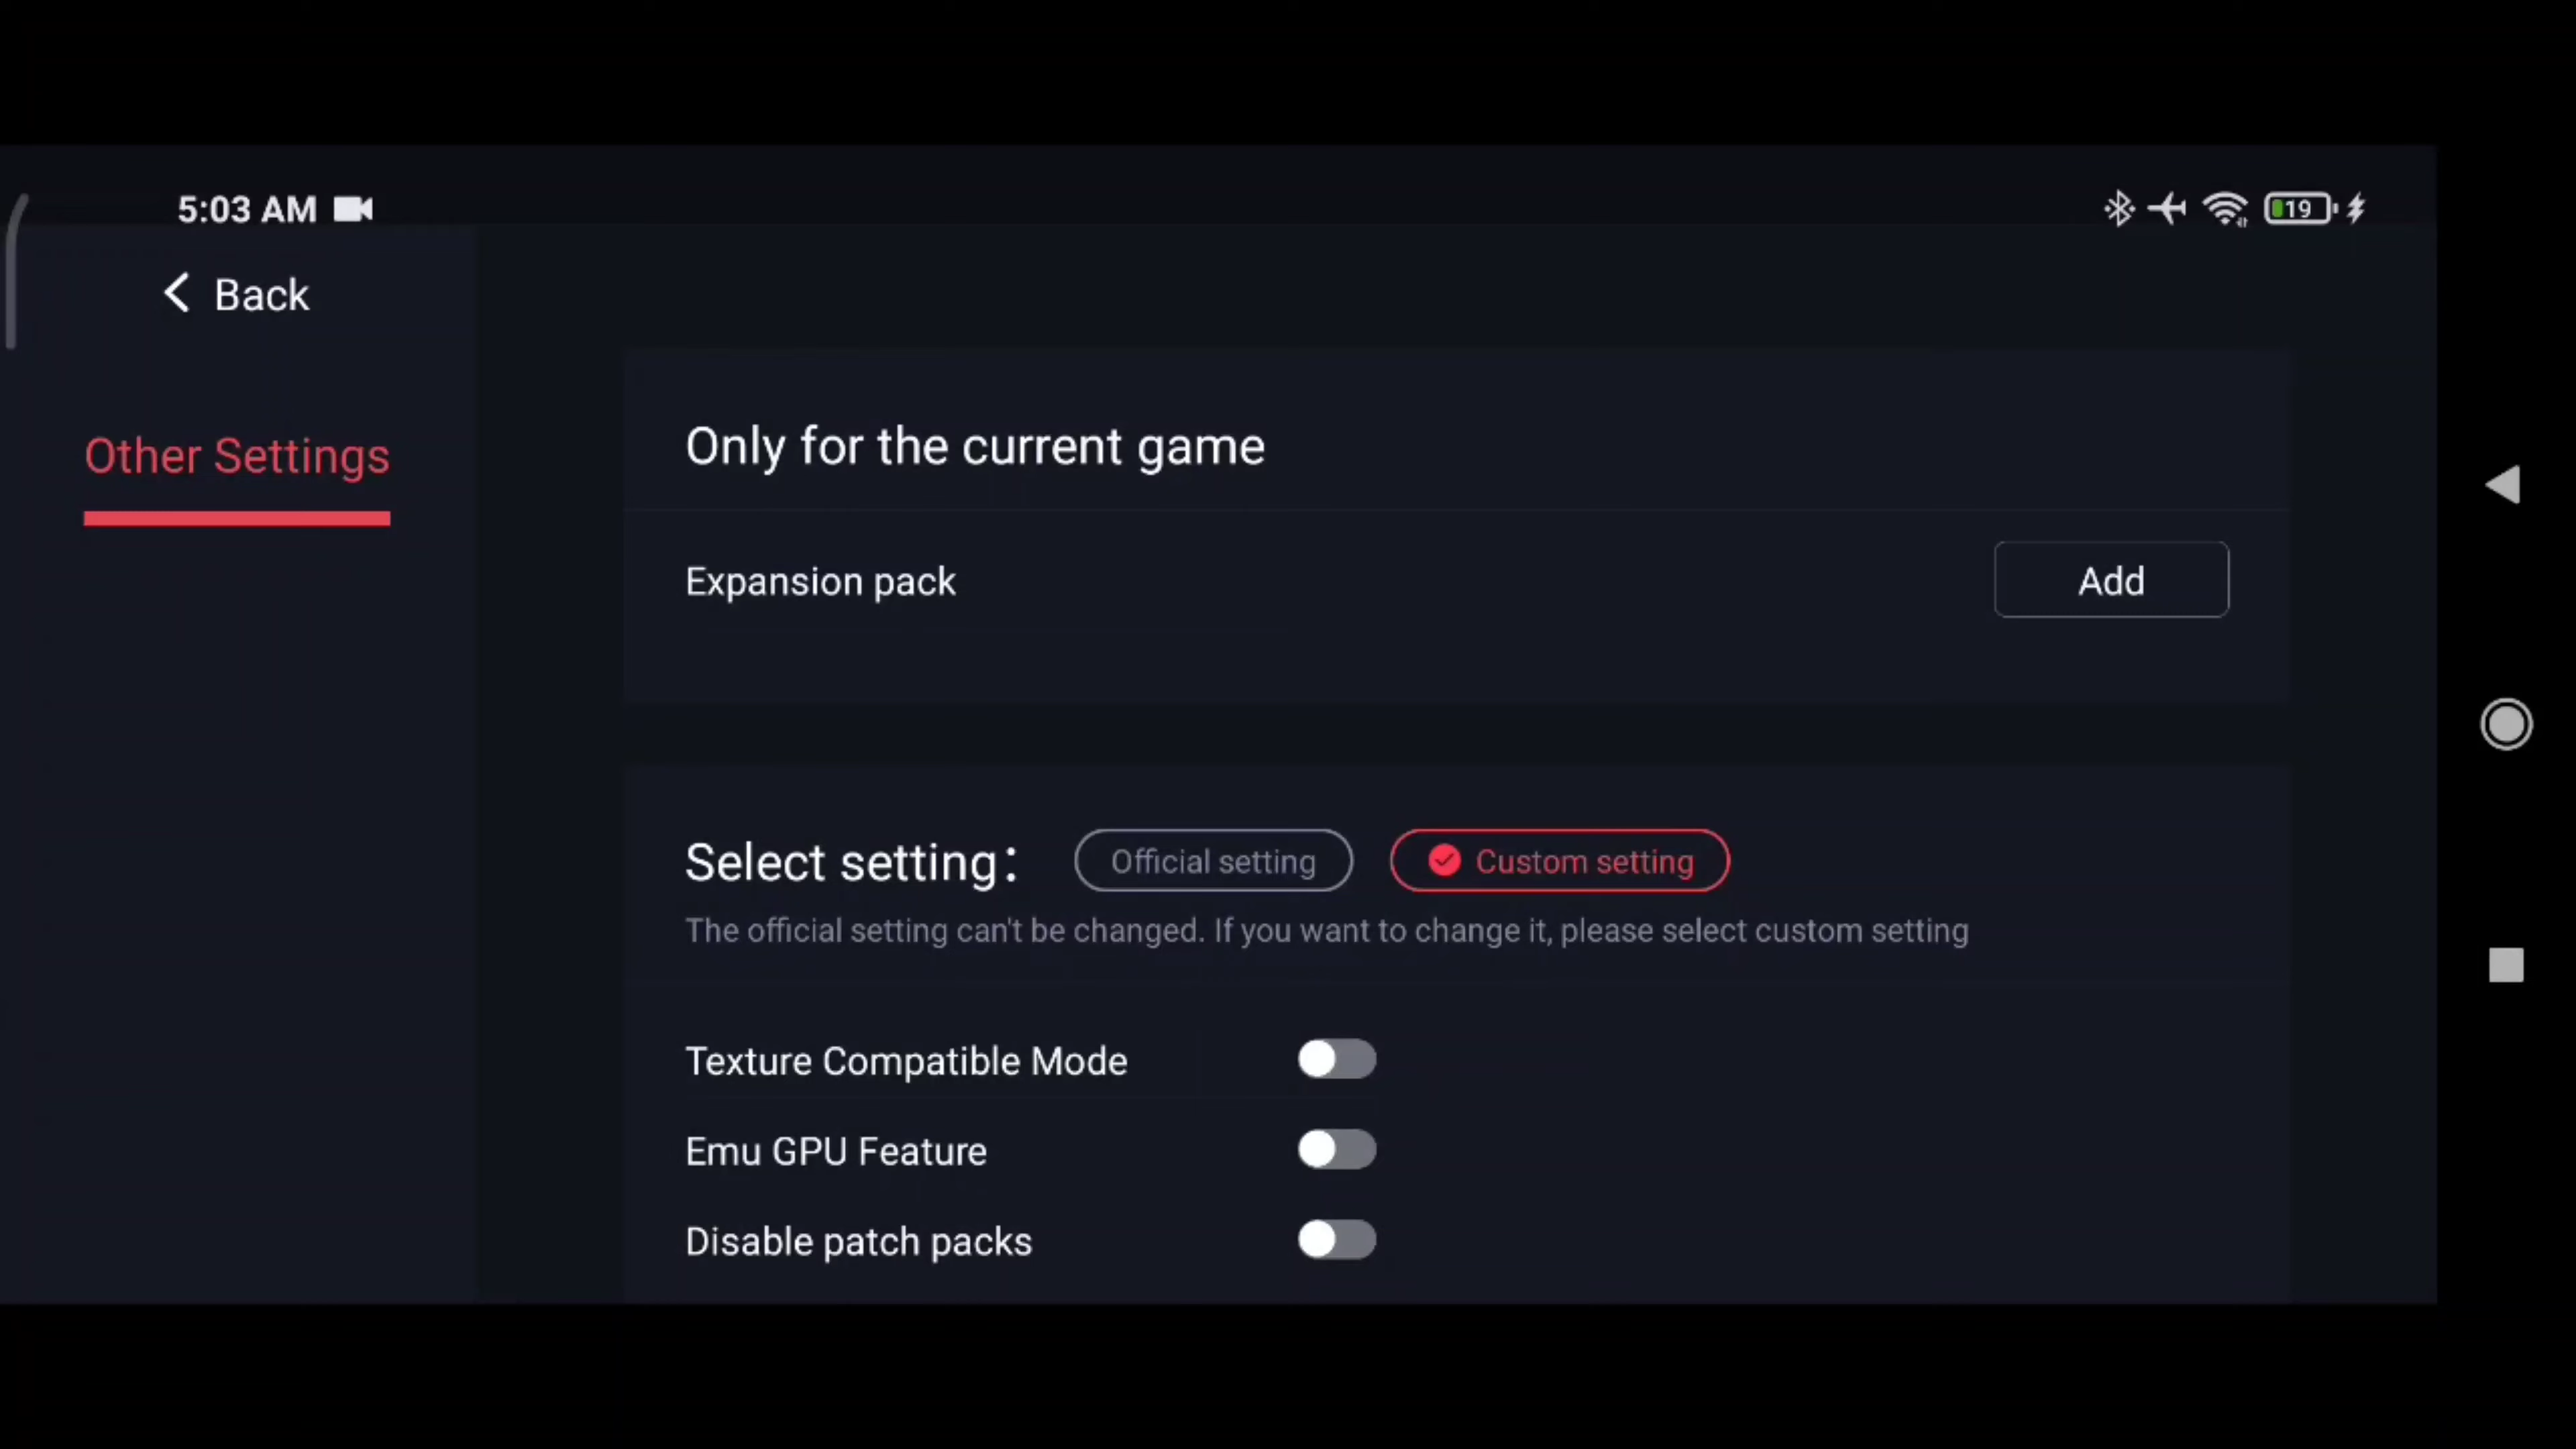 5:03 AM
19
Back
Other Settings
Only for the current game
Expansion pack
Add
Select setting:
Official setting
Custom setting
The official setting can't be changed. If you want to change it, please select custom setting
Texture Compatible Mode
Emu GPU Feature
Disable patch packs